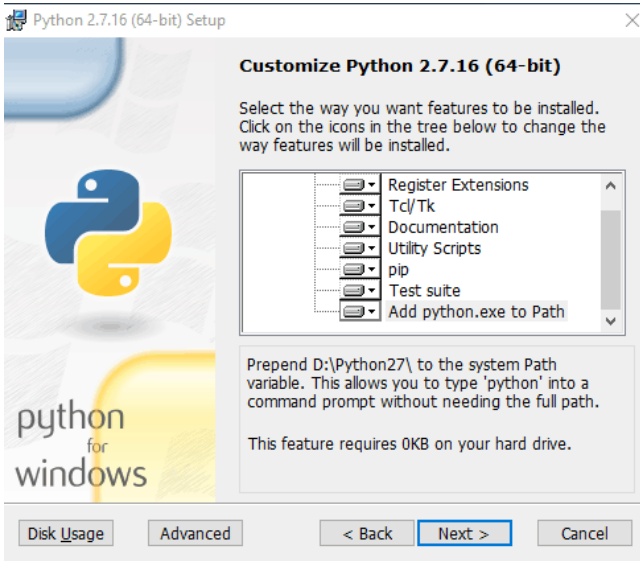 Python 2.7.16 (64-bit) Setup
Customize Python 2.7.16 (64-bit)
Select the way you want features to be installed.
Click on the icons in the tree below to change the
way features will be installed.
Register Extensions
Tcl/Tk
Documentation
Utility Scripts
pip
Test suite
Add python.exe to Path
Prepend D:\Python27\ to the system Path
variable. This allows you to type 'python' into a
command prompt without needing the full path.
This feature requires 0KB on your hard drive.
python
for
windows
Disk Usage
Advanced
< Back
Next >
Cancel